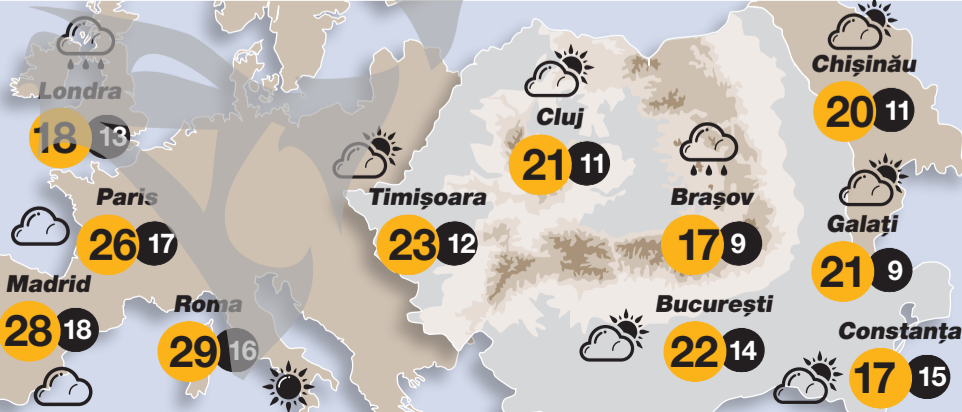 %
Londra
18 13
Paris
26 17
Madrid
28 18
Roma
29 16
Timișoara
23 12
Cluj
21 11
Brașov
17 9
București
22 14
Chișinău
20 11
Galați
21 9
Constanța
17 15